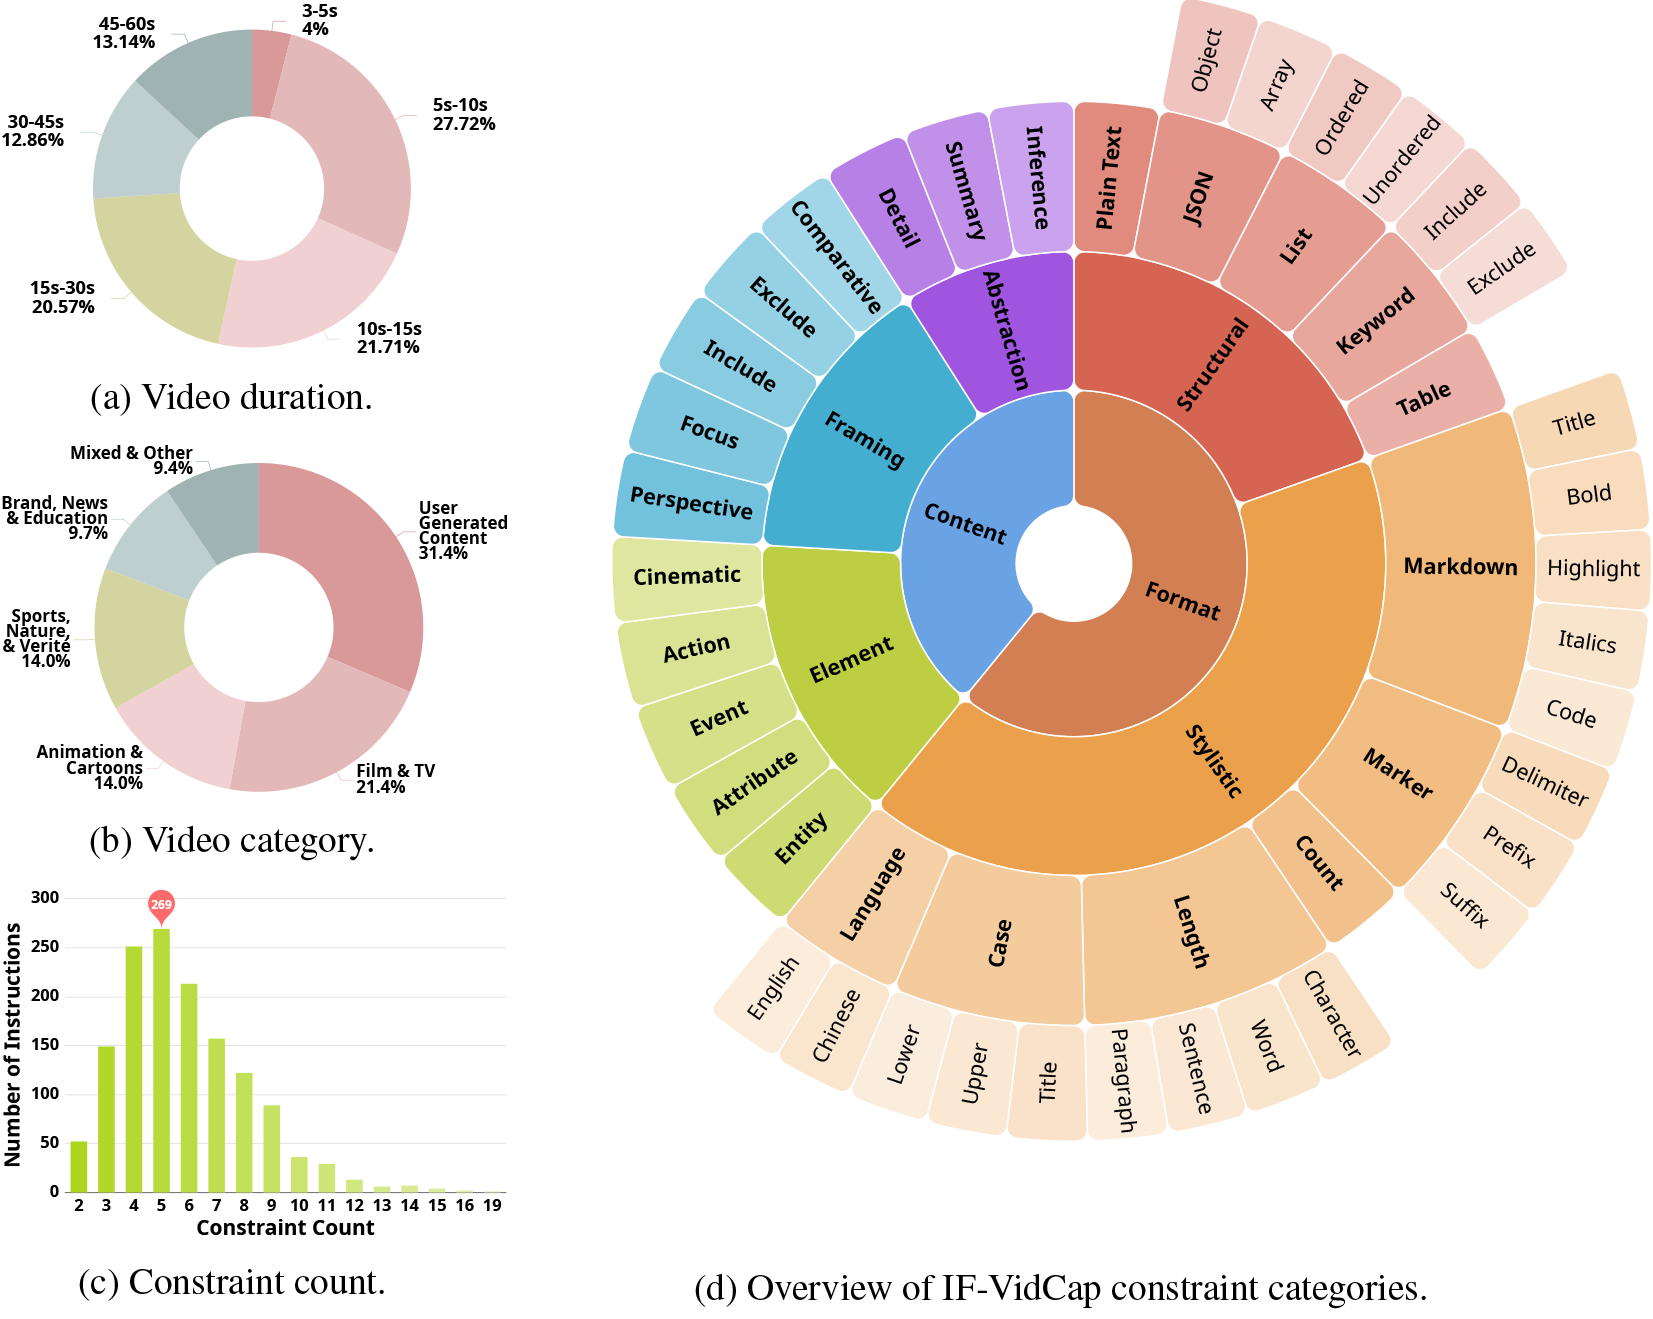 45-60s
13.14%
3-5s
4%
5s-10s
27.72%
30-45s
12.86%
15s-30s
20.57%
10s-15s
21.71%
(a) Video duration.
Mixed & Other
9.4%
Brand, News
& Education
9.7%
User
Generated
Content
31.4%
Sports,
Nature,
& Verité
14.0%
Animation &
Cartoons
14.0%
Film & TV
21.4%
(b) Video category.
Number of Instructions
300
250
200
150
100
50
0
269
2 3 4 5 6 7 8 9 10 11 12 13 14 15 16 19
Constraint Count
(c) Constraint count.
Content
Format
Abstraction
Framing
Element
Structural
Stylistic
Inference
Summary
Detail
Comparative
Exclude
Include
Focus
Perspective
Cinematic
Action
Event
Attribute
Entity
Plain Text
JSON
List
Keyword
Table
Markdown
Marker
Count
Length
Case
Language
Object
Array
Ordered
Unordered
Include
Exclude
Title
Bold
Highlight
Italics
Code
Delimiter
Prefix
Suffix
Character
Word
Sentence
Paragraph
Title
Upper
Lower
Chinese
English
(d) Overview of IF-VidCap constraint categories.